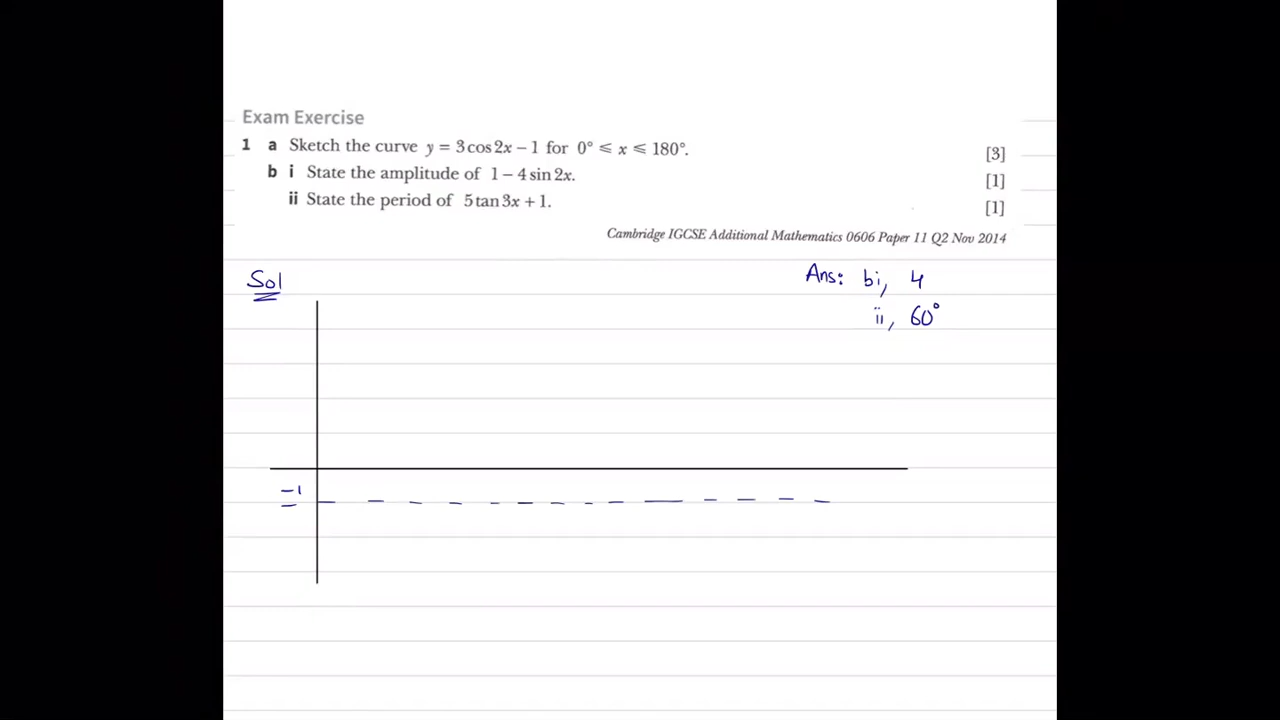 Exam Exercise
1 a Sketch the curve y = 3 cos 2x − 1 for 0° ⩽ x ⩽ 180°. [3]
b i State the amplitude of 1 − 4 sin 2x. [1]
ii State the period of 5 tan 3x + 1. [1]
Cambridge IGCSE Additional Mathematics 0606 Paper 11 Q2 Nov 2014
Sol
Ans: bi, 4
ii, 60°
−1